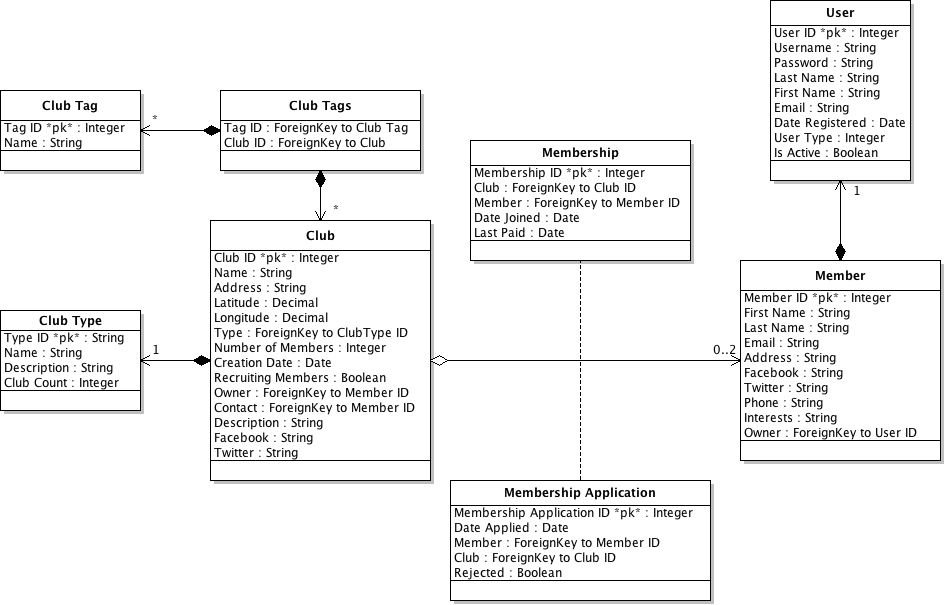 User
User ID *pk* : Integer
Username : String
Password : String
Last Name : String
First Name : String
Email : String
Date Registered : Date
User Type : Integer
Is Active : Boolean
Club Tag
Tag ID *pk* : Integer
Name : String
*
Club Tags
Tag ID : ForeignKey to Club Tag
Club ID : ForeignKey to Club
*
Membership
Membership ID *pk* : Integer
Club : ForeignKey to Club ID
Member : ForeignKey to Member ID
Date Joined : Date
Last Paid : Date
1
Club
Club ID *pk* : Integer
Name : String
Address : String
Latitude : Decimal
Longitude : Decimal
Type : ForeignKey to ClubType ID
Number of Members : Integer
Creation Date : Date
Recruiting Members : Boolean
Owner : ForeignKey to Member ID
Contact : ForeignKey to Member ID
Description : String
Facebook : String
Twitter : String
Club Type
Type ID *pk* : String
Name : String
Description : String
Club Count : Integer
1
0..2
Member
Member ID *pk* : Integer
First Name : String
Last Name : String
Email : String
Address : String
Facebook : String
Twitter : String
Phone : String
Interests : String
Owner : ForeignKey to User ID
Membership Application
Membership Application ID *pk* : Integer
Date Applied : Date
Member : ForeignKey to Member ID
Club : ForeignKey to Club ID
Rejected : Boolean